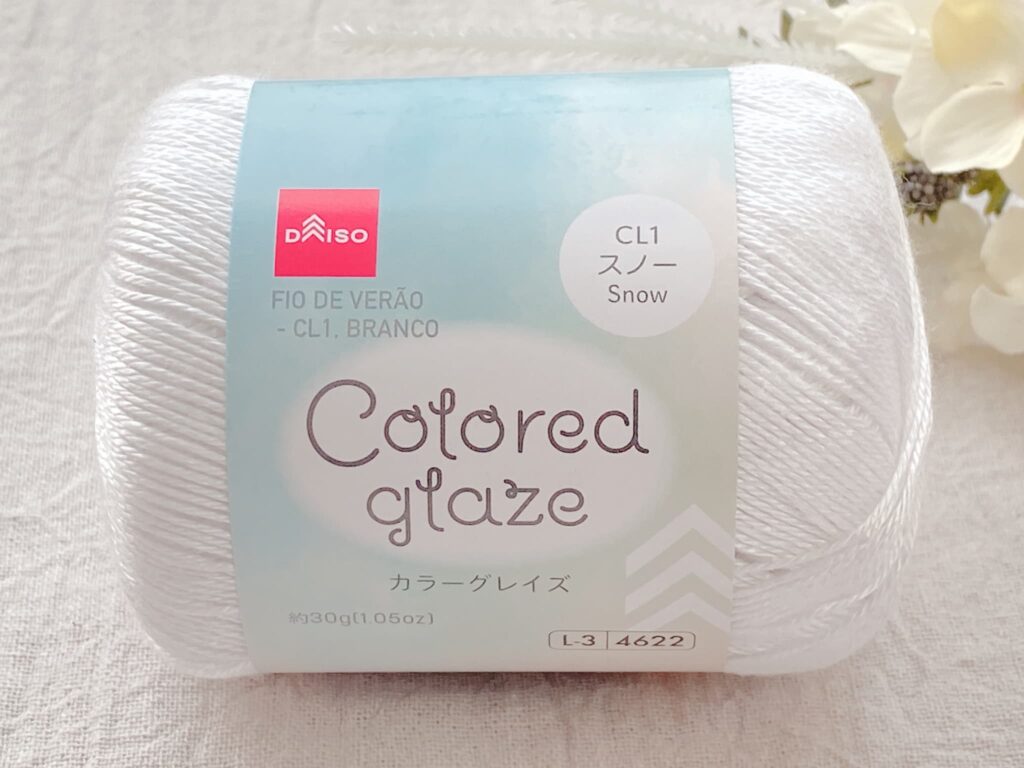 DAISO
FIO DE VERÃO
- CL1, BRANCO
CL1
スノー
Snow
Colored
glaze
カラーグレイズ
約30g(1.05oz)
L-3 4622